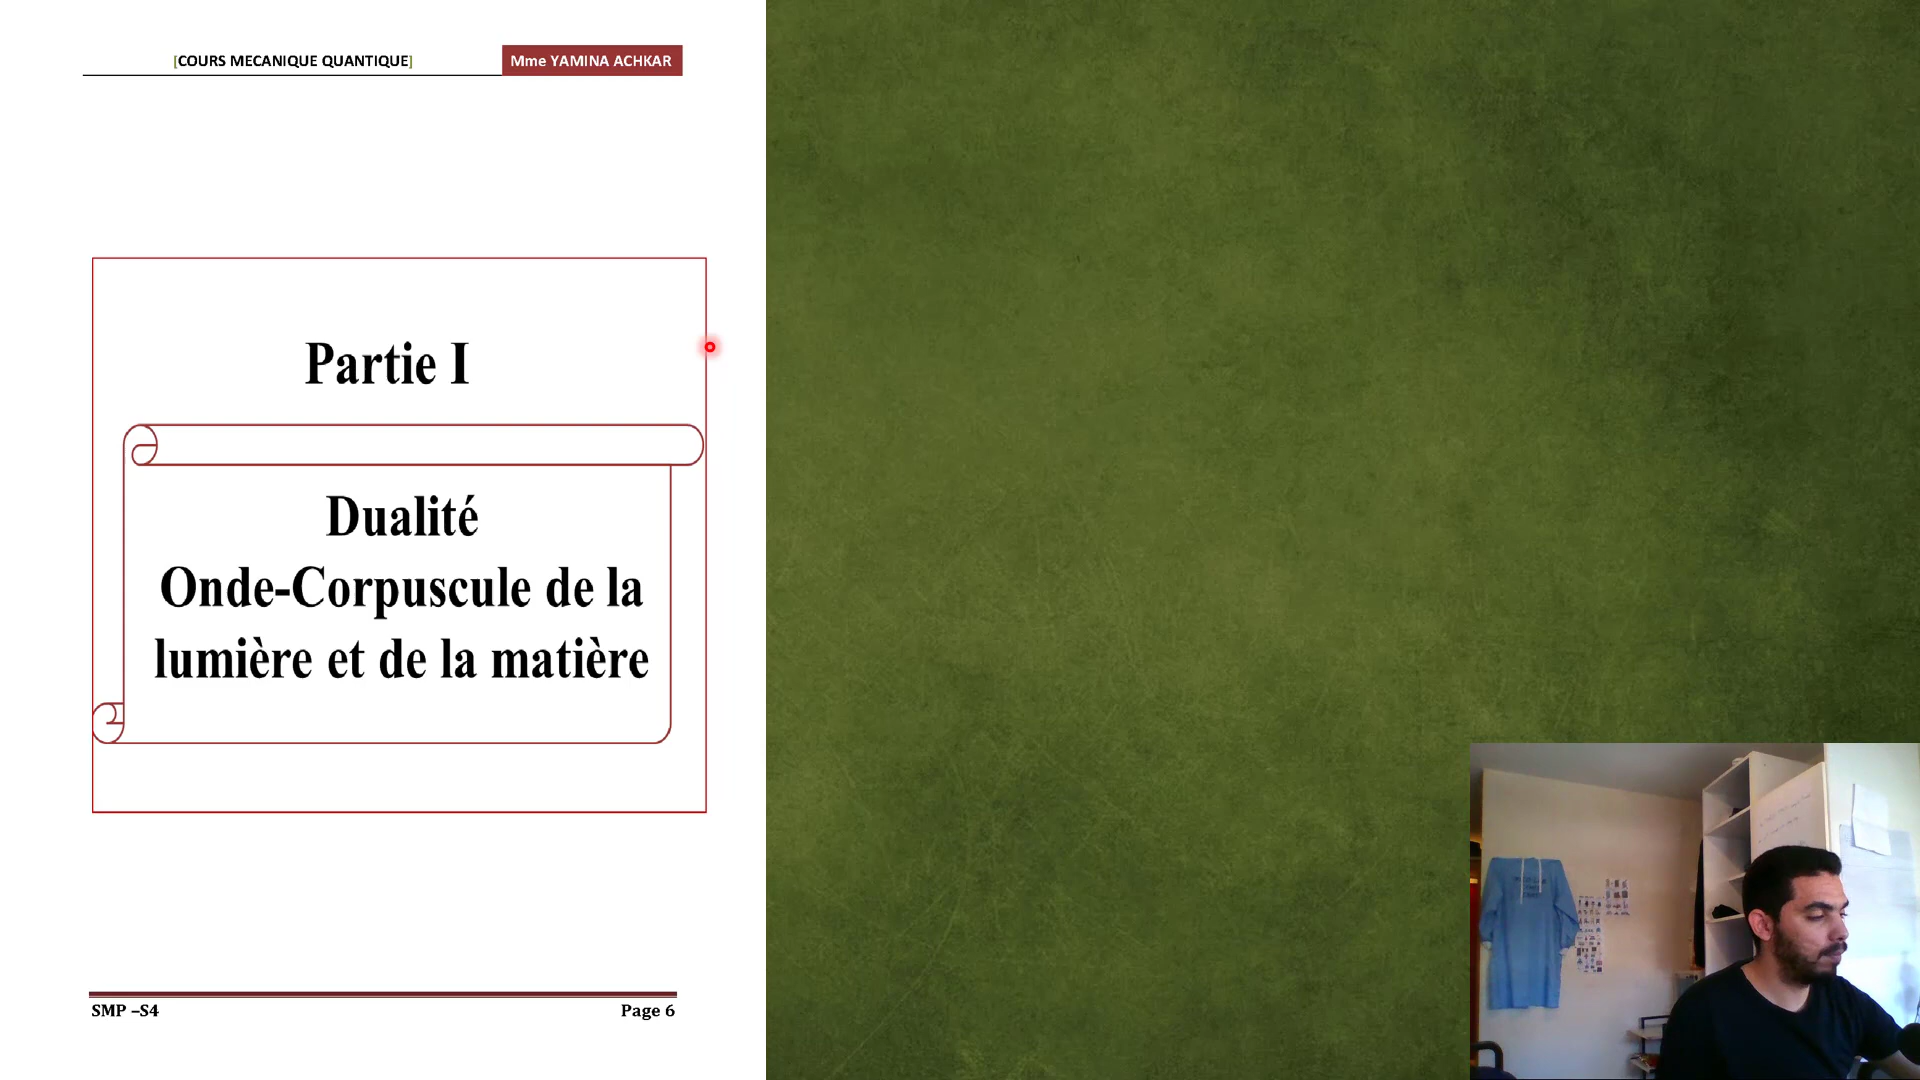 [COURS MECANIQUE QUANTIQUE] Mme YAMINA ACHKAR
Partie I
Dualité
Onde-Corpuscule de la
lumière et de la matière
SMP –S4 Page 6